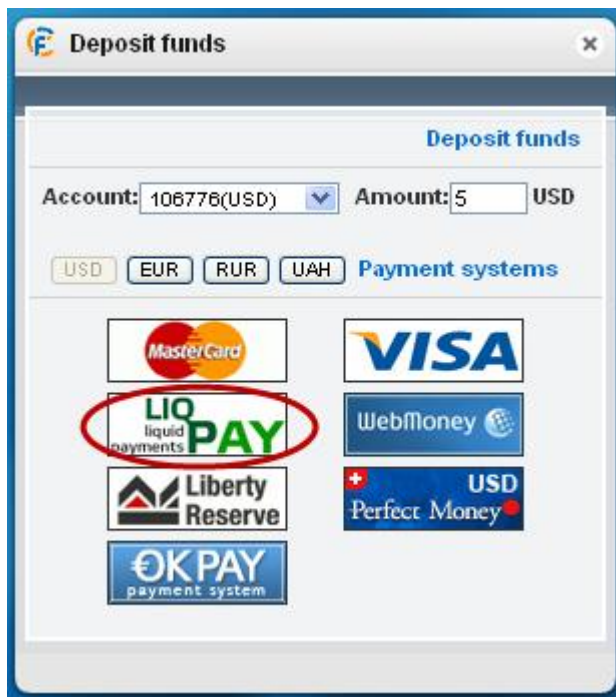 Deposit funds
Deposit funds
Account: 106776(USD) Amount: 5 USD
USD EUR RUR UAH Payment systems
MasterCard VISA
LIQ PAY
liquid
payments
WebMoney
Liberty
Reserve
USD
Perfect Money
OKPAY
payment system